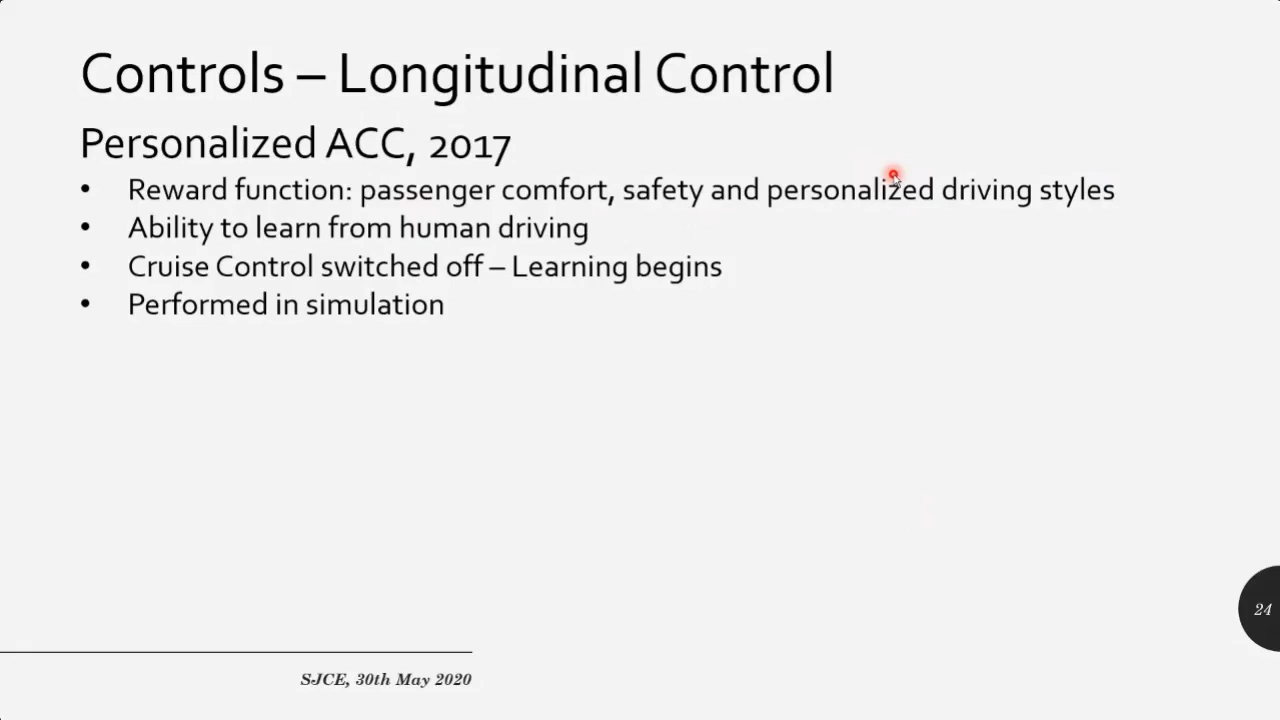 Controls – Longitudinal Control
Personalized ACC, 2017
• Reward function: passenger comfort, safety and personalized driving styles
• Ability to learn from human driving
• Cruise Control switched off – Learning begins
• Performed in simulation
24
SJCE, 30th May 2020